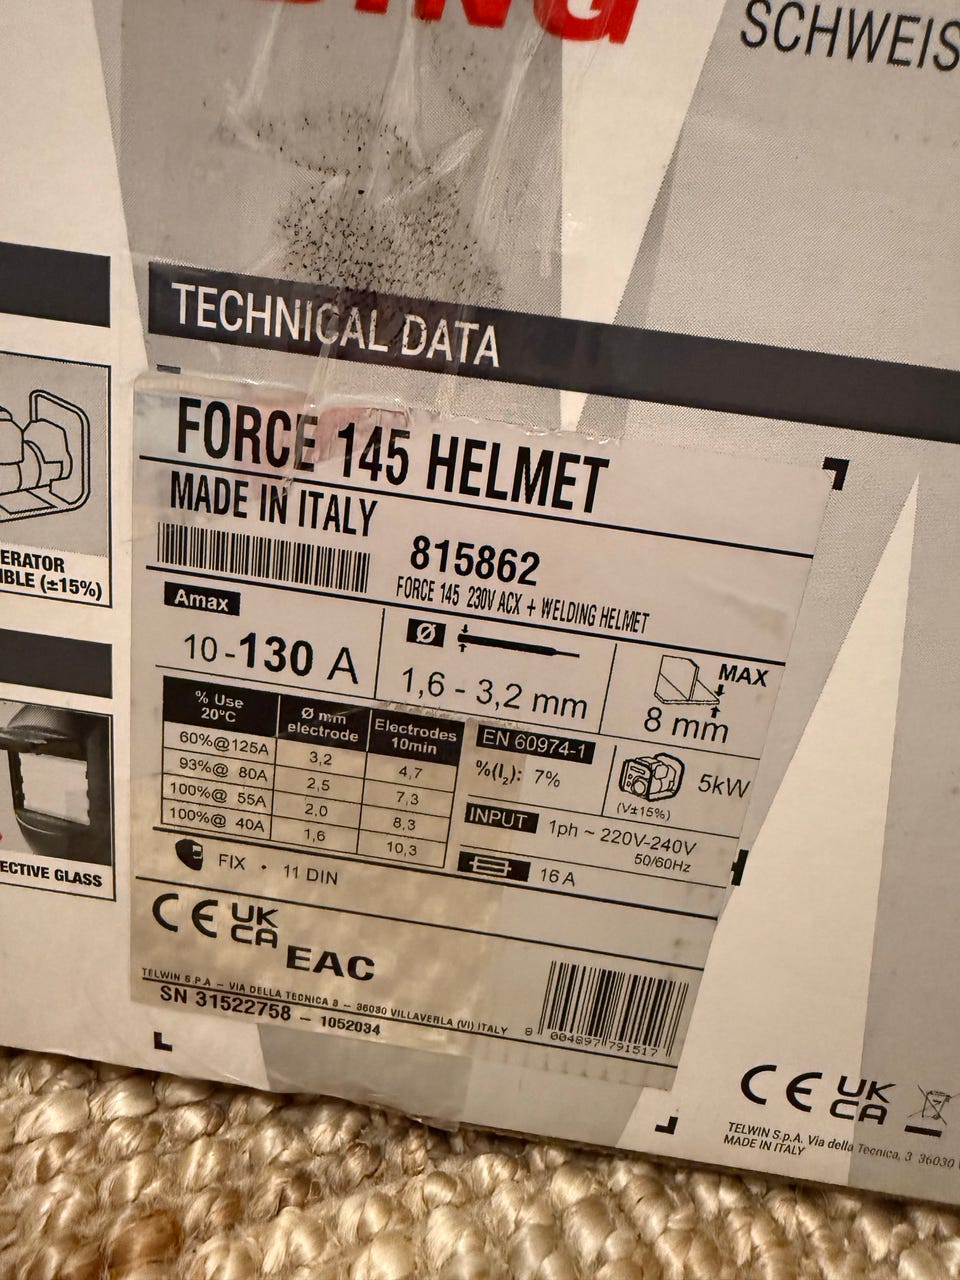 SCHWEIS
TECHNICAL DATA
ERATOR
IBLE (±15%)
ECTIVE GLASS
FORCE 145 HELMET
MADE IN ITALY
815862
FORCE 145 230V ACX + WELDING HELMET
Amax
10 - 130 A
Ø
1,6 - 3,2 mm
MAX
8 mm
% Use 20°C
Ø mm electrode
Electrodes 10min
60%@125A 3,2 4,7
93%@ 80A 2,5 7,3
100%@ 55A 2,0 8,3
100%@ 40A 1,6 10,3
EN 60974-1
%(I₂): 7%
(V±15%)
5kW
INPUT 1ph ~ 220V-240V
50/60Hz
16 A
FIX • 11 DIN
CE UK CA EAC
TELWIN S.P.A – VIA DELLA TECNICA 3 – 36030 VILLAVERLA (VI) ITALY
SN 31522758 – 1052034
8 004897 791517
CE UK CA
TELWIN S.p.A. Via della Tecnica, 3 36030
MADE IN ITALY